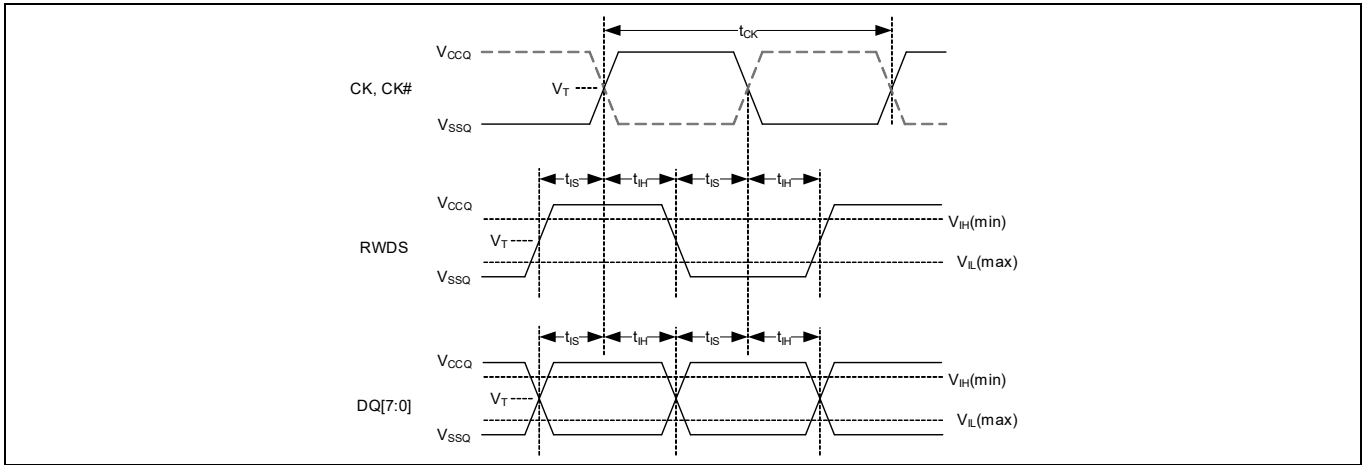 tCK
VCCQ
CK, CK#
VT
VSSQ
tIS tIH tIS tIH
VCCQ
VIH(min)
VT
RWDS
VIL(max)
VSSQ
tIS tIH tIS tIH
VCCQ
VIH(min)
VT
DQ[7:0]
VIL(max)
VSSQ